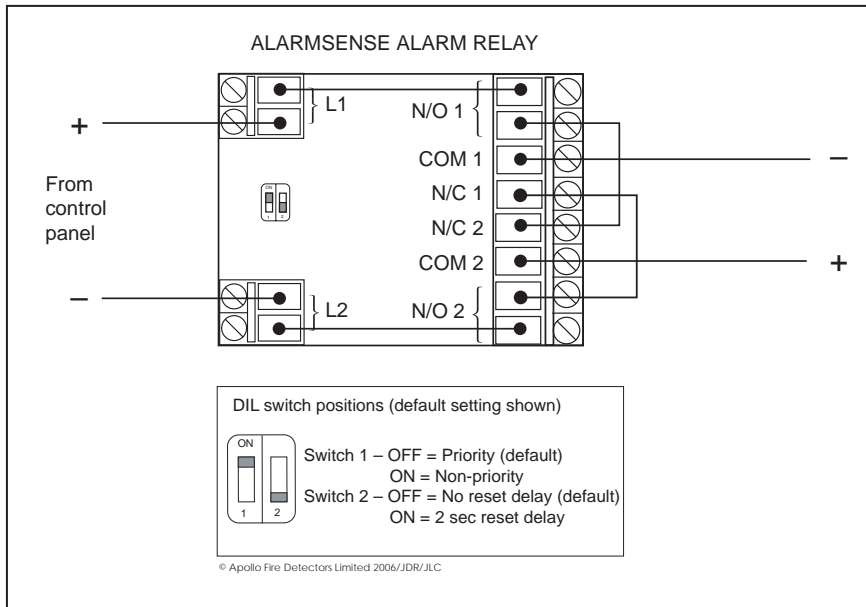 ALARMSENSE ALARM RELAY
L1
N/O 1
+
COM 1
–
From
control
panel
N/C 1
ON
1 2
N/C 2
COM 2
+
–
L2
N/O 2
DIL switch positions (default setting shown)
ON
1 2
Switch 1 – OFF = Priority (default)
ON = Non-priority
Switch 2 – OFF = No reset delay (default)
ON = 2 sec reset delay
© Apollo Fire Detectors Limited 2006/JDR/JLC